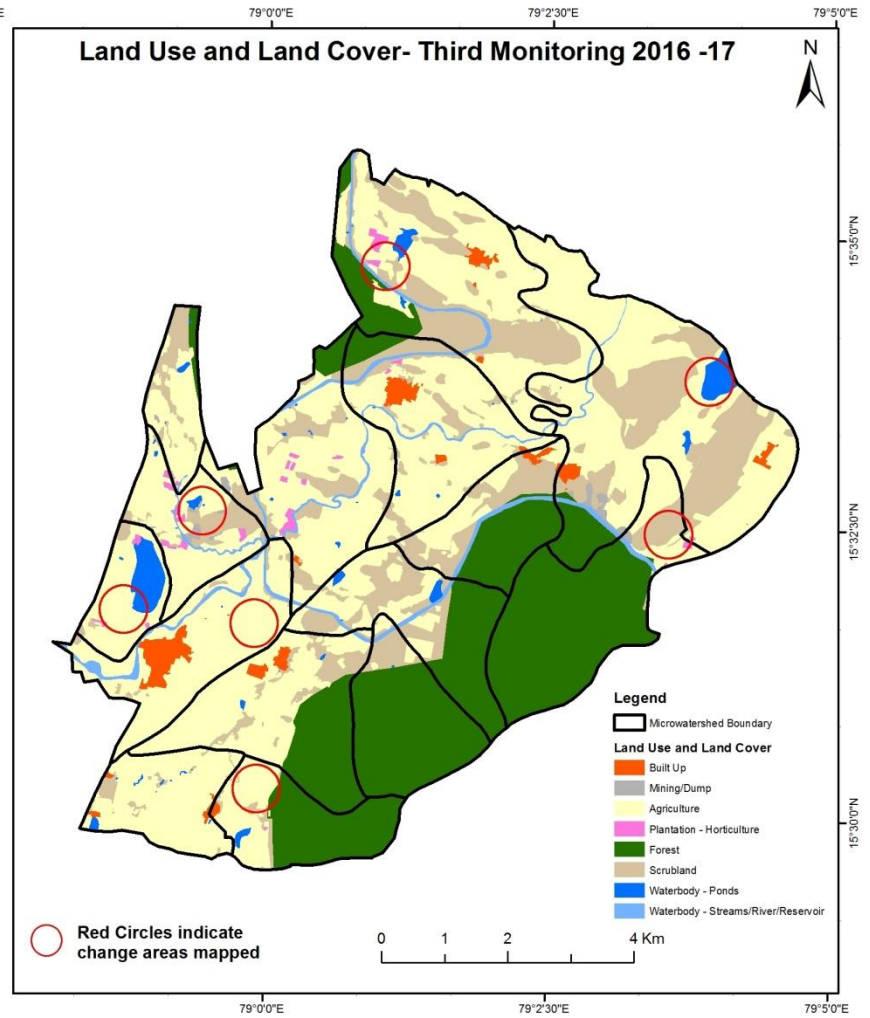 79°0'0"E 79°2'30"E 79°5'0"E
Land Use and Land Cover- Third Monitoring 2016 -17
N
15°35'0"N
15°32'30"N
15°30'0"N
Legend
Microwatershed Boundary
Land Use and Land Cover
Built Up
Mining/Dump
Agriculture
Plantation - Horticulture
Forest
Scrubland
Waterbody - Ponds
Waterbody - Streams/River/Reservoir
Red Circles indicate
change areas mapped
0 1 2 4 Km
79°0'0"E 79°2'30"E 79°5'0"E